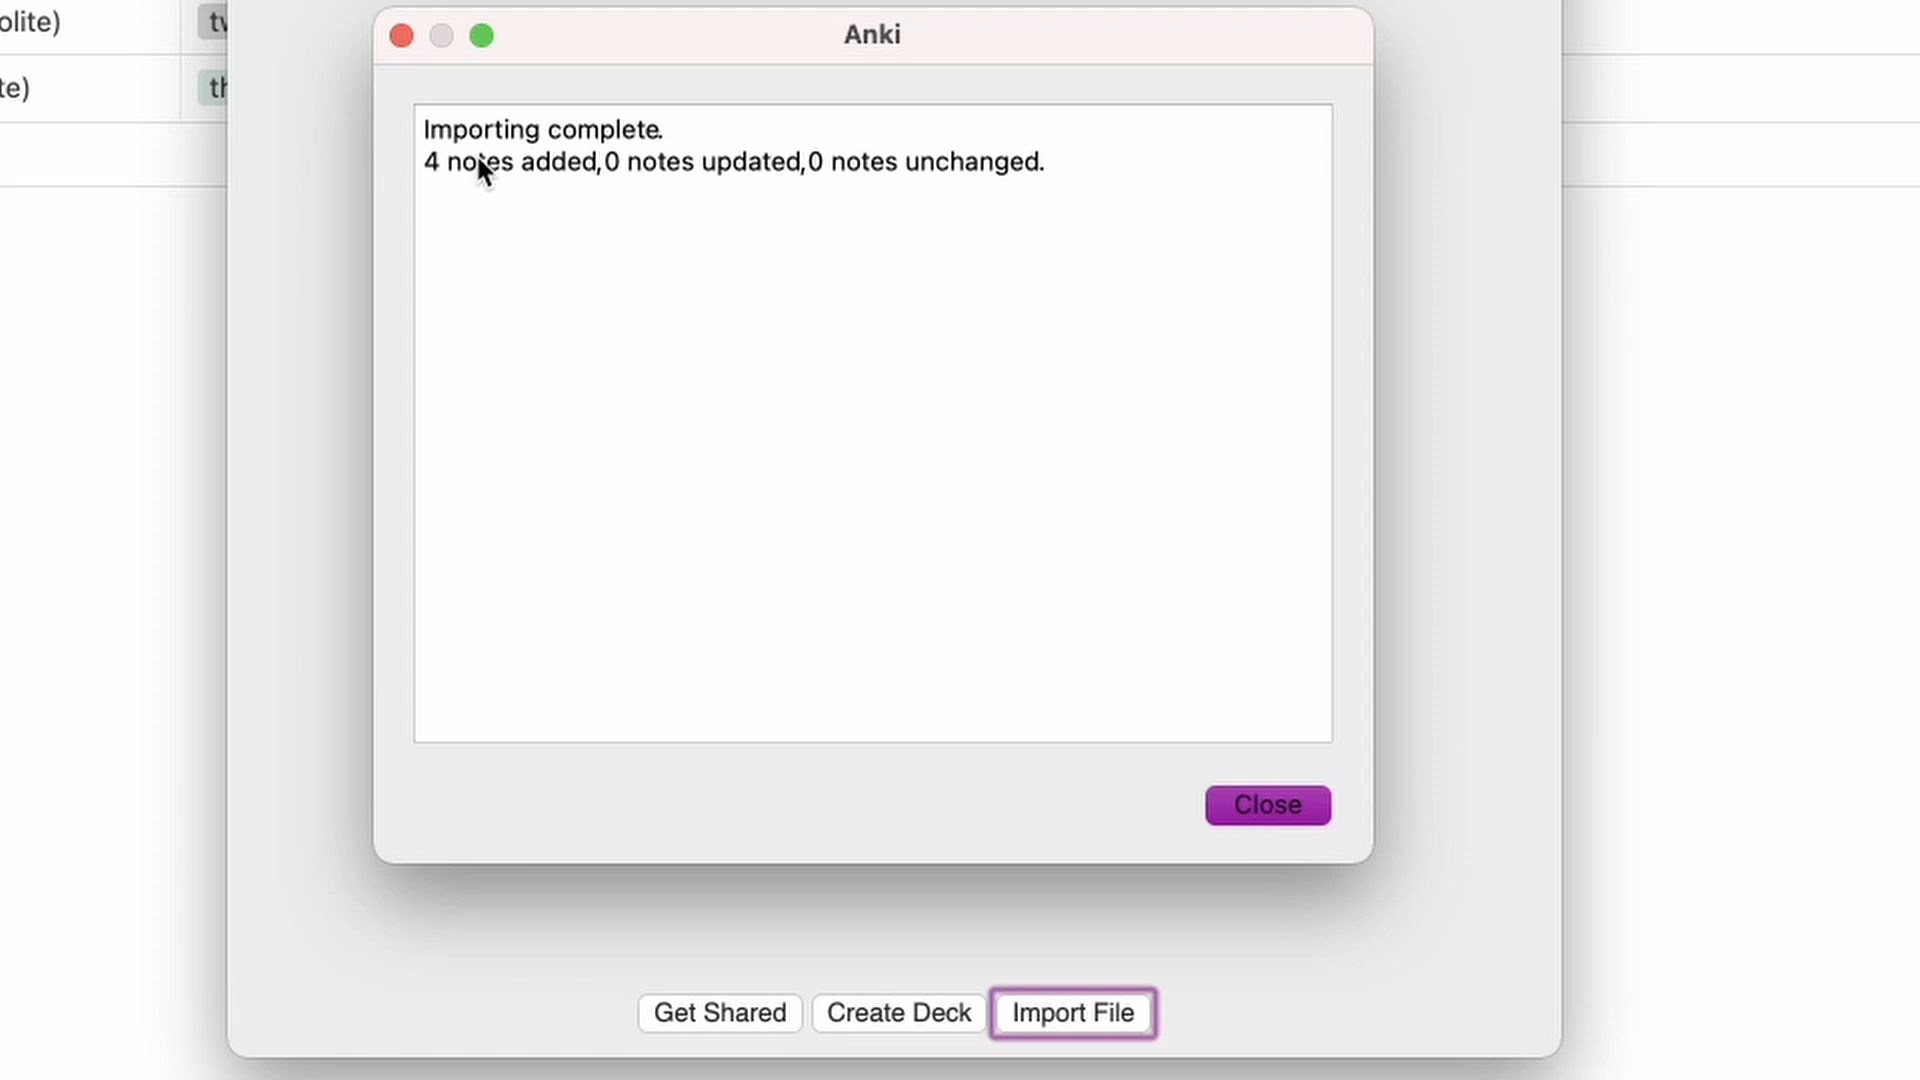 olite)
Anki
te)
Importing complete.
4 notes added,0 notes updated,0 notes unchanged.
Close
Get Shared
Create Deck
Import File